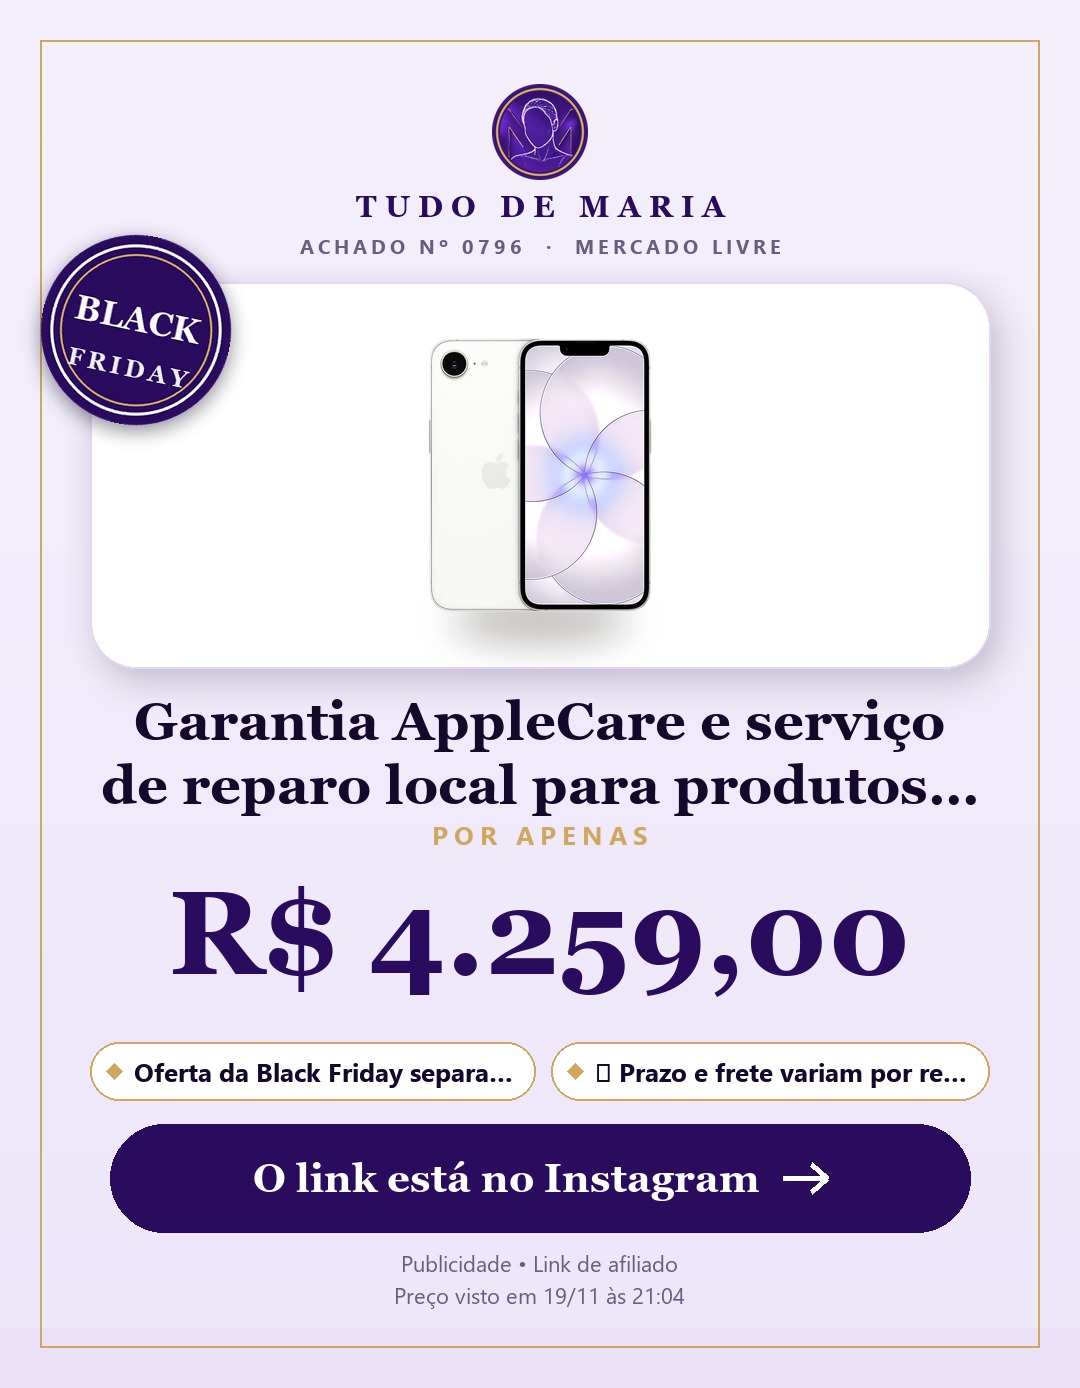 TUDO DE MARIA
ACHADO Nº 0796 · MERCADO LIVRE
BLACK
FRIDAY
Garantia AppleCare e serviço
de reparo local para produtos...
POR APENAS
R$ 4.259,00
Oferta da Black Friday separa...
Prazo e frete variam por re...
O link está no Instagram →
Publicidade • Link de afiliado
Preço visto em 19/11 às 21:04